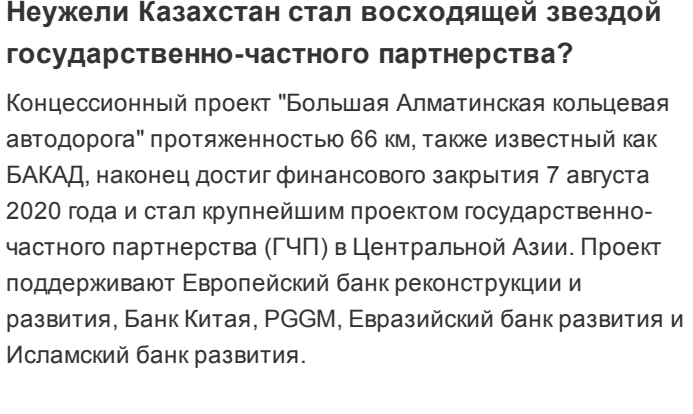 Неужели Казахстан стал восходящей звездой
государственно-частного партнерства?
Концессионный проект "Большая Алматинская кольцевая
автодорога" протяженностью 66 км, также известный как
БАКАД, наконец достиг финансового закрытия 7 августа
2020 года и стал крупнейшим проектом государственно-
частного партнерства (ГЧП) в Центральной Азии. Проект
поддерживают Европейский банк реконструкции и
развития, Банк Китая, PGGM, Евразийский банк развития и
Исламский банк развития.